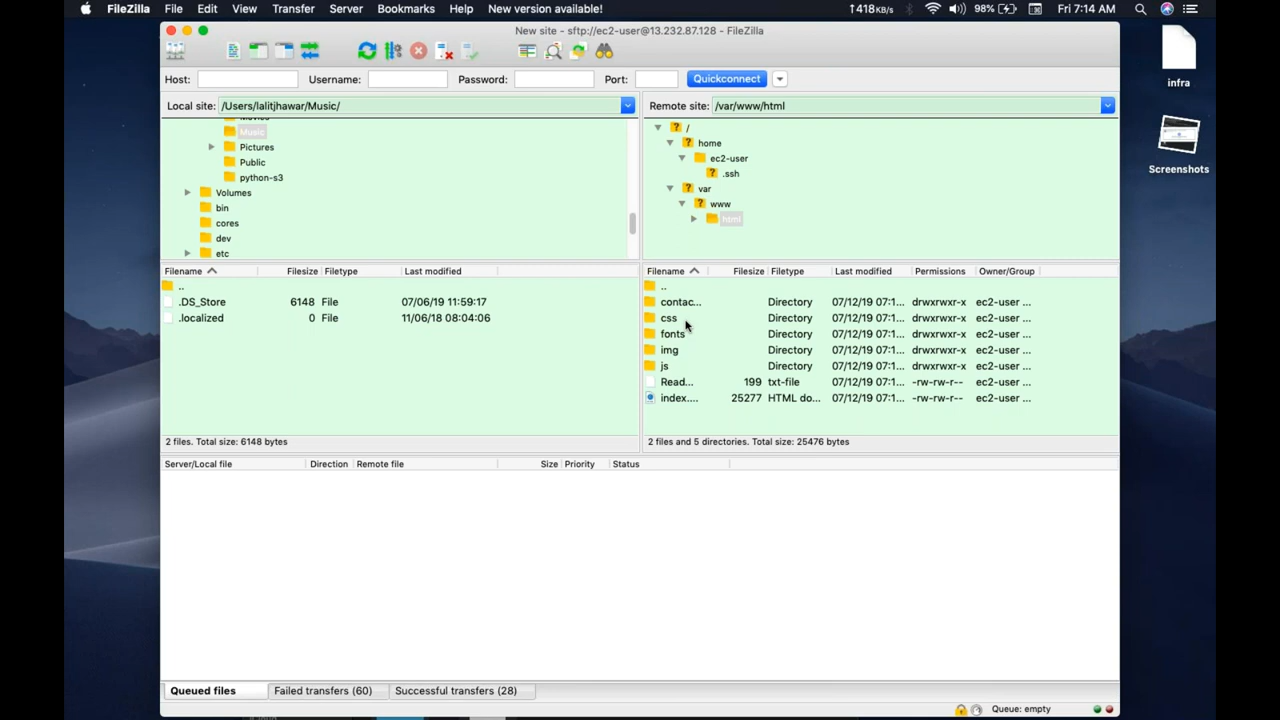 FileZilla File Edit View Transfer Server Bookmarks Help New version available! 418KB/s 98% Fri 7:14 AM
New site - sftp://ec2-user@13.232.87.128 - FileZilla
Host: Username: Password: Port: Quickconnect
Local site: /Users/lalitjhawar/Music/
Movies
Music
Pictures
Public
python-s3
Volumes
bin
cores
dev
etc
Remote site: /var/www/html
/
home
ec2-user
.ssh
var
www
html
Filename Filesize Filetype Last modified
..
.DS_Store 6148 File 07/06/19 11:59:17
.localized 0 File 11/06/18 08:04:06
2 files. Total size: 6148 bytes
Filename Filesize Filetype Last modified Permissions Owner/Group
..
contac... Directory 07/12/19 07:1... drwxrwxr-x ec2-user ...
css Directory 07/12/19 07:1... drwxrwxr-x ec2-user ...
fonts Directory 07/12/19 07:1... drwxrwxr-x ec2-user ...
img Directory 07/12/19 07:1... drwxrwxr-x ec2-user ...
js Directory 07/12/19 07:1... drwxrwxr-x ec2-user ...
Read... 199 txt-file 07/12/19 07:1... -rw-rw-r-- ec2-user ...
index.... 25277 HTML do... 07/12/19 07:1... -rw-rw-r-- ec2-user ...
2 files and 5 directories. Total size: 25476 bytes
Server/Local file Direction Remote file Size Priority Status
Queued files Failed transfers (60) Successful transfers (28)
Queue: empty
infra
Screenshots